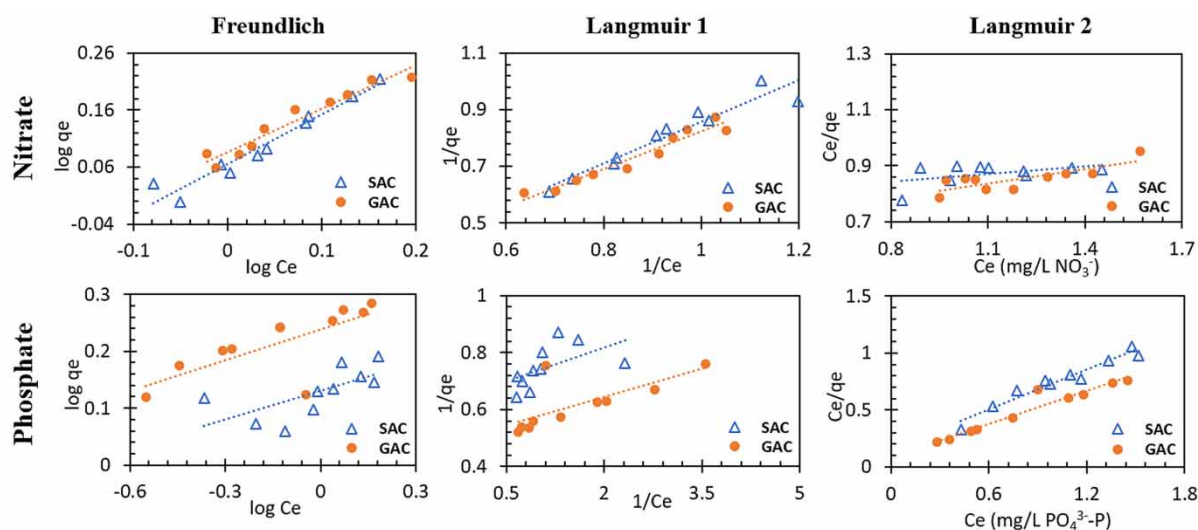 Freundlich
Langmuir 1
Langmuir 2
Nitrate
0.26
0.16
0.06
-0.04
log qe
-0.1
0
0.1
0.2
log Ce
SAC
GAC
1.1
0.9
0.7
0.5
1/qe
0.6
0.8
1
1.2
1/Ce
SAC
GAC
1.3
1.1
0.9
0.7
Ce/qe
0.8
1.1
1.4
1.7
Ce (mg/L NO₃⁻)
SAC
GAC
Phosphate
0.3
0.2
0.1
0
log qe
-0.6
-0.3
0
0.3
log Ce
SAC
GAC
1
0.8
0.6
0.4
1/qe
0.5
2
3.5
5
1/Ce
SAC
GAC
1.5
1
0.5
0
Ce/qe
0
0.6
1.2
1.8
Ce (mg/L PO₄³⁻-P)
SAC
GAC